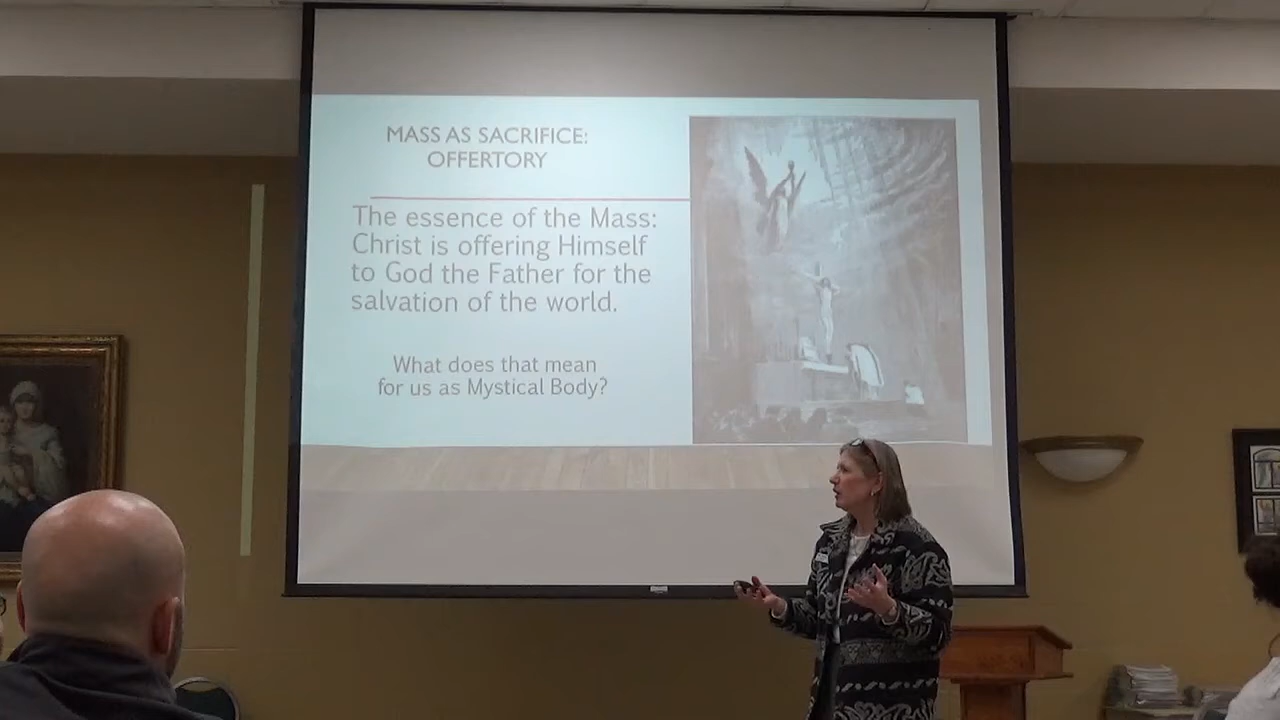 MASS AS SACRIFICE:
OFFERTORY
The essence of the Mass:
Christ is offering Himself
to God the Father for the
salvation of the world.
What does that mean
for us as Mystical Body?